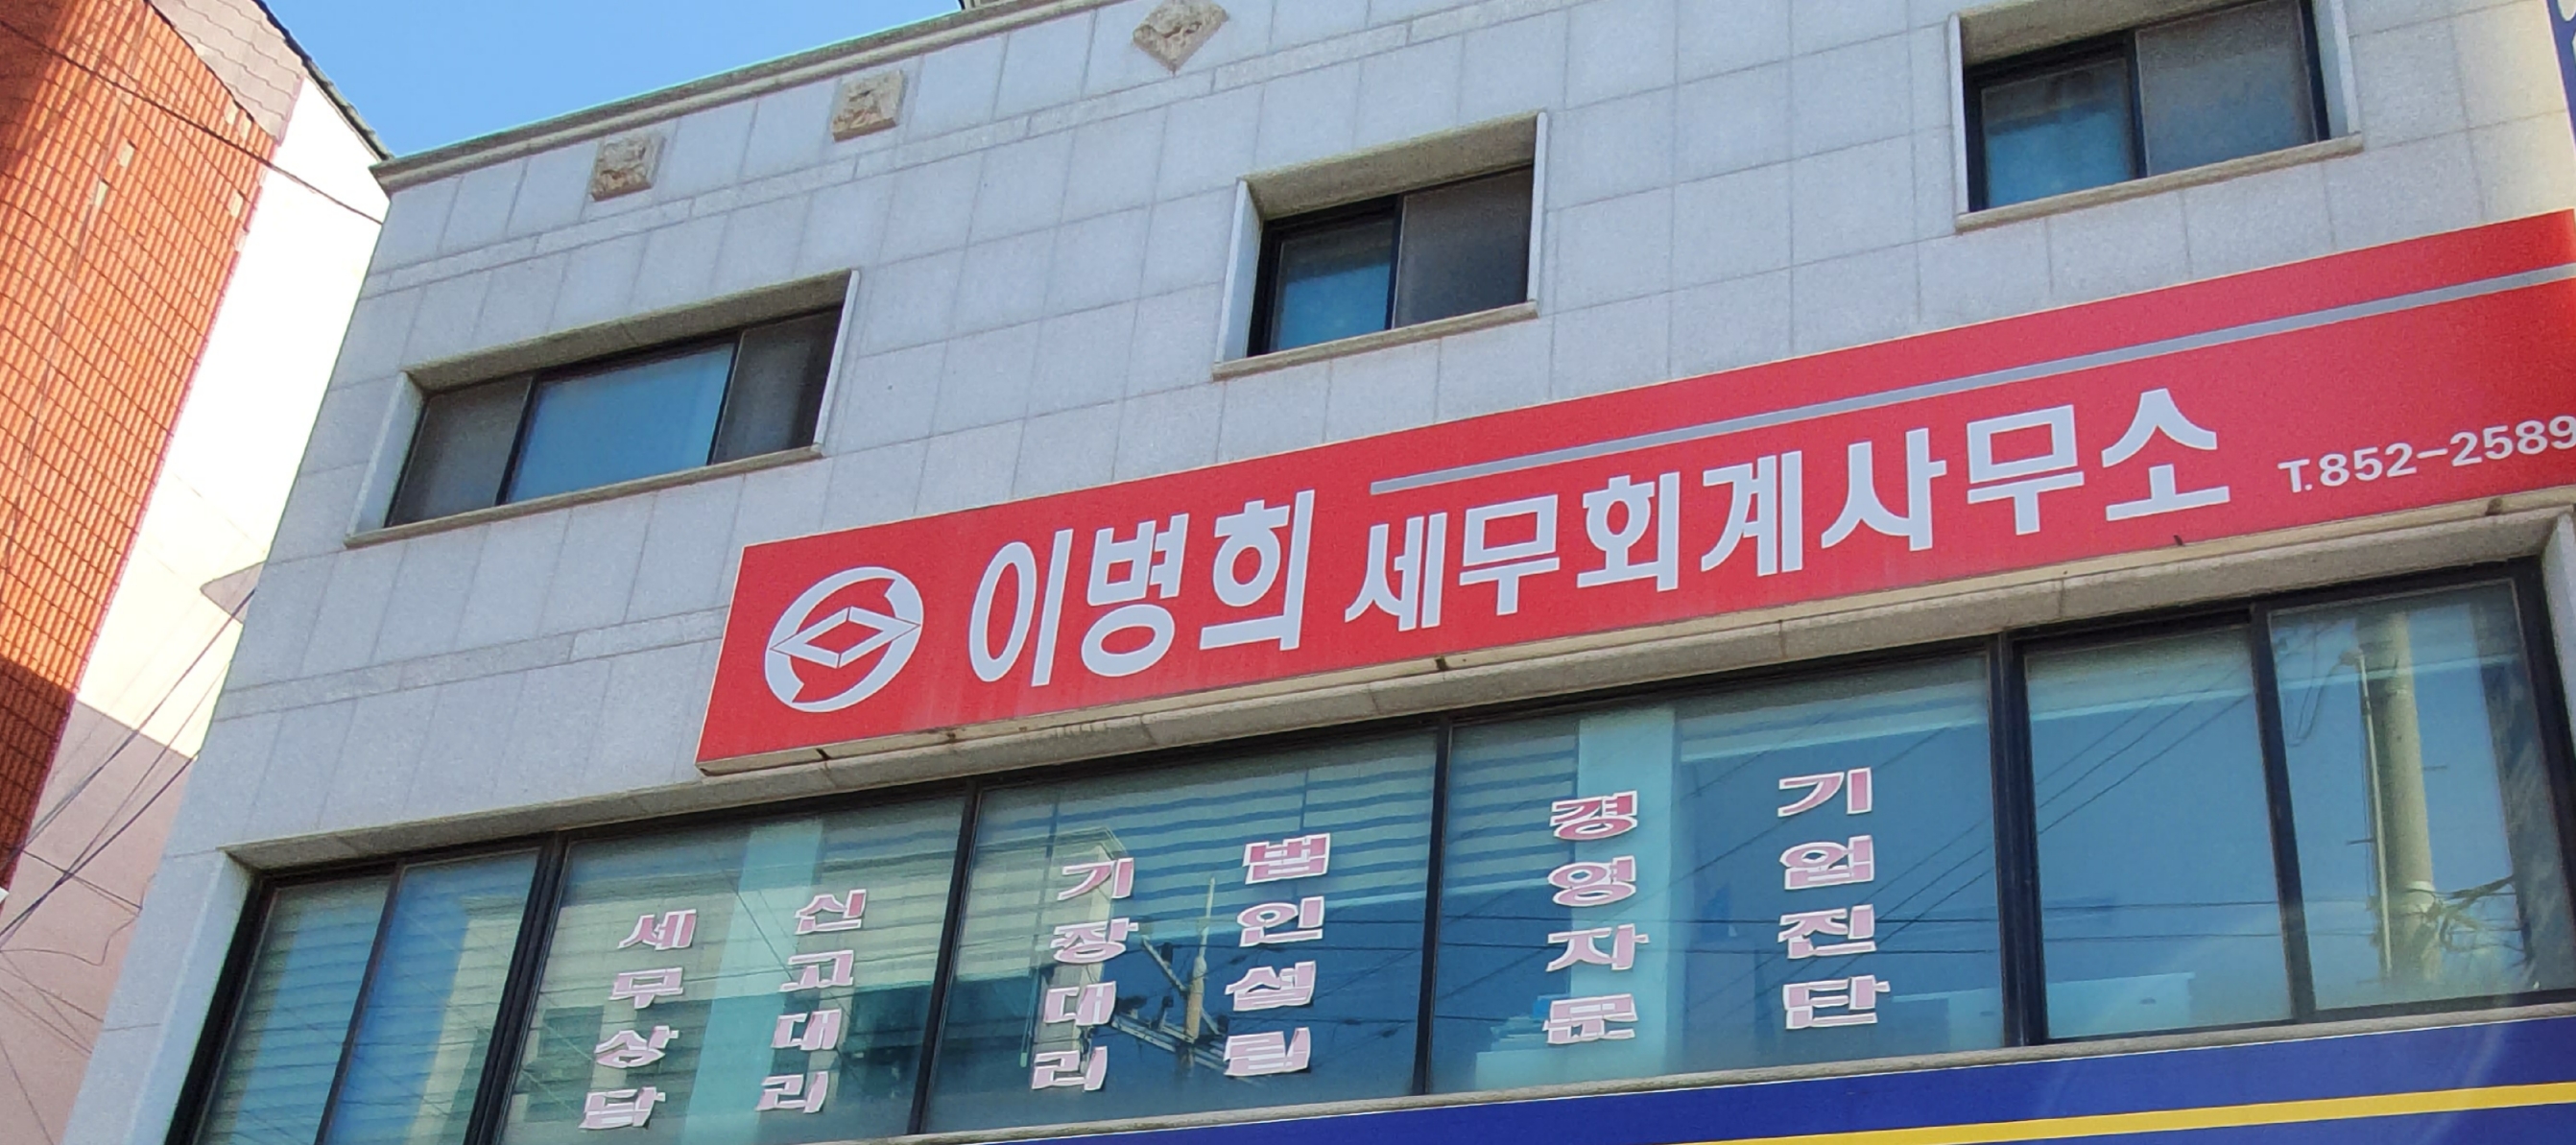 이병희 세무회계사무소 T.852-2589
세무상담
신고대리
기장대리
법인설립
경영자문
기업진단